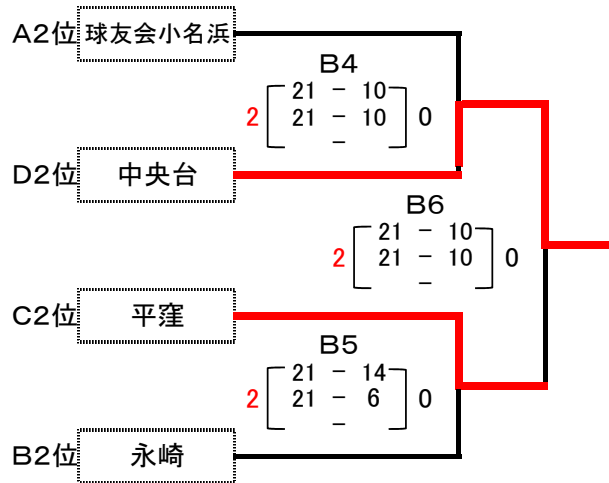 A2位 球友会小名浜
B4
21 － 10
2 21 － 10 0
－
D2位 中央台
B6
21 － 10
2 21 － 10 0
－
C2位 平窪
B5
21 － 14
2 21 － 6 0
－
B2位 永崎